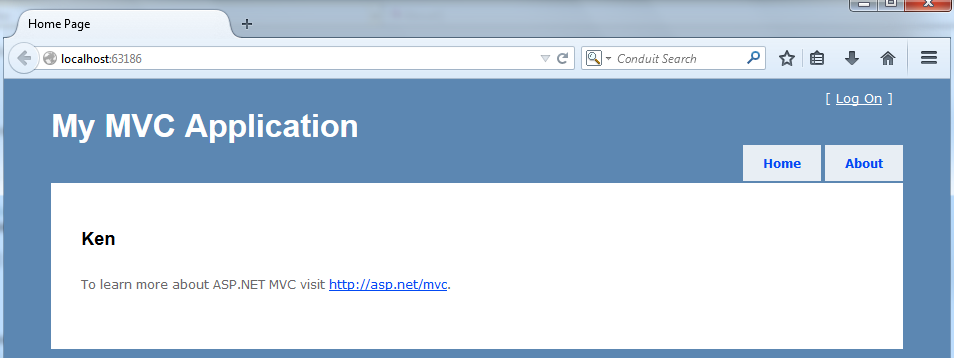 Home Page
localhost:63186
Conduit Search
[ Log On ]
My MVC Application
Home
About
Ken
To learn more about ASP.NET MVC visit http://asp.net/mvc.